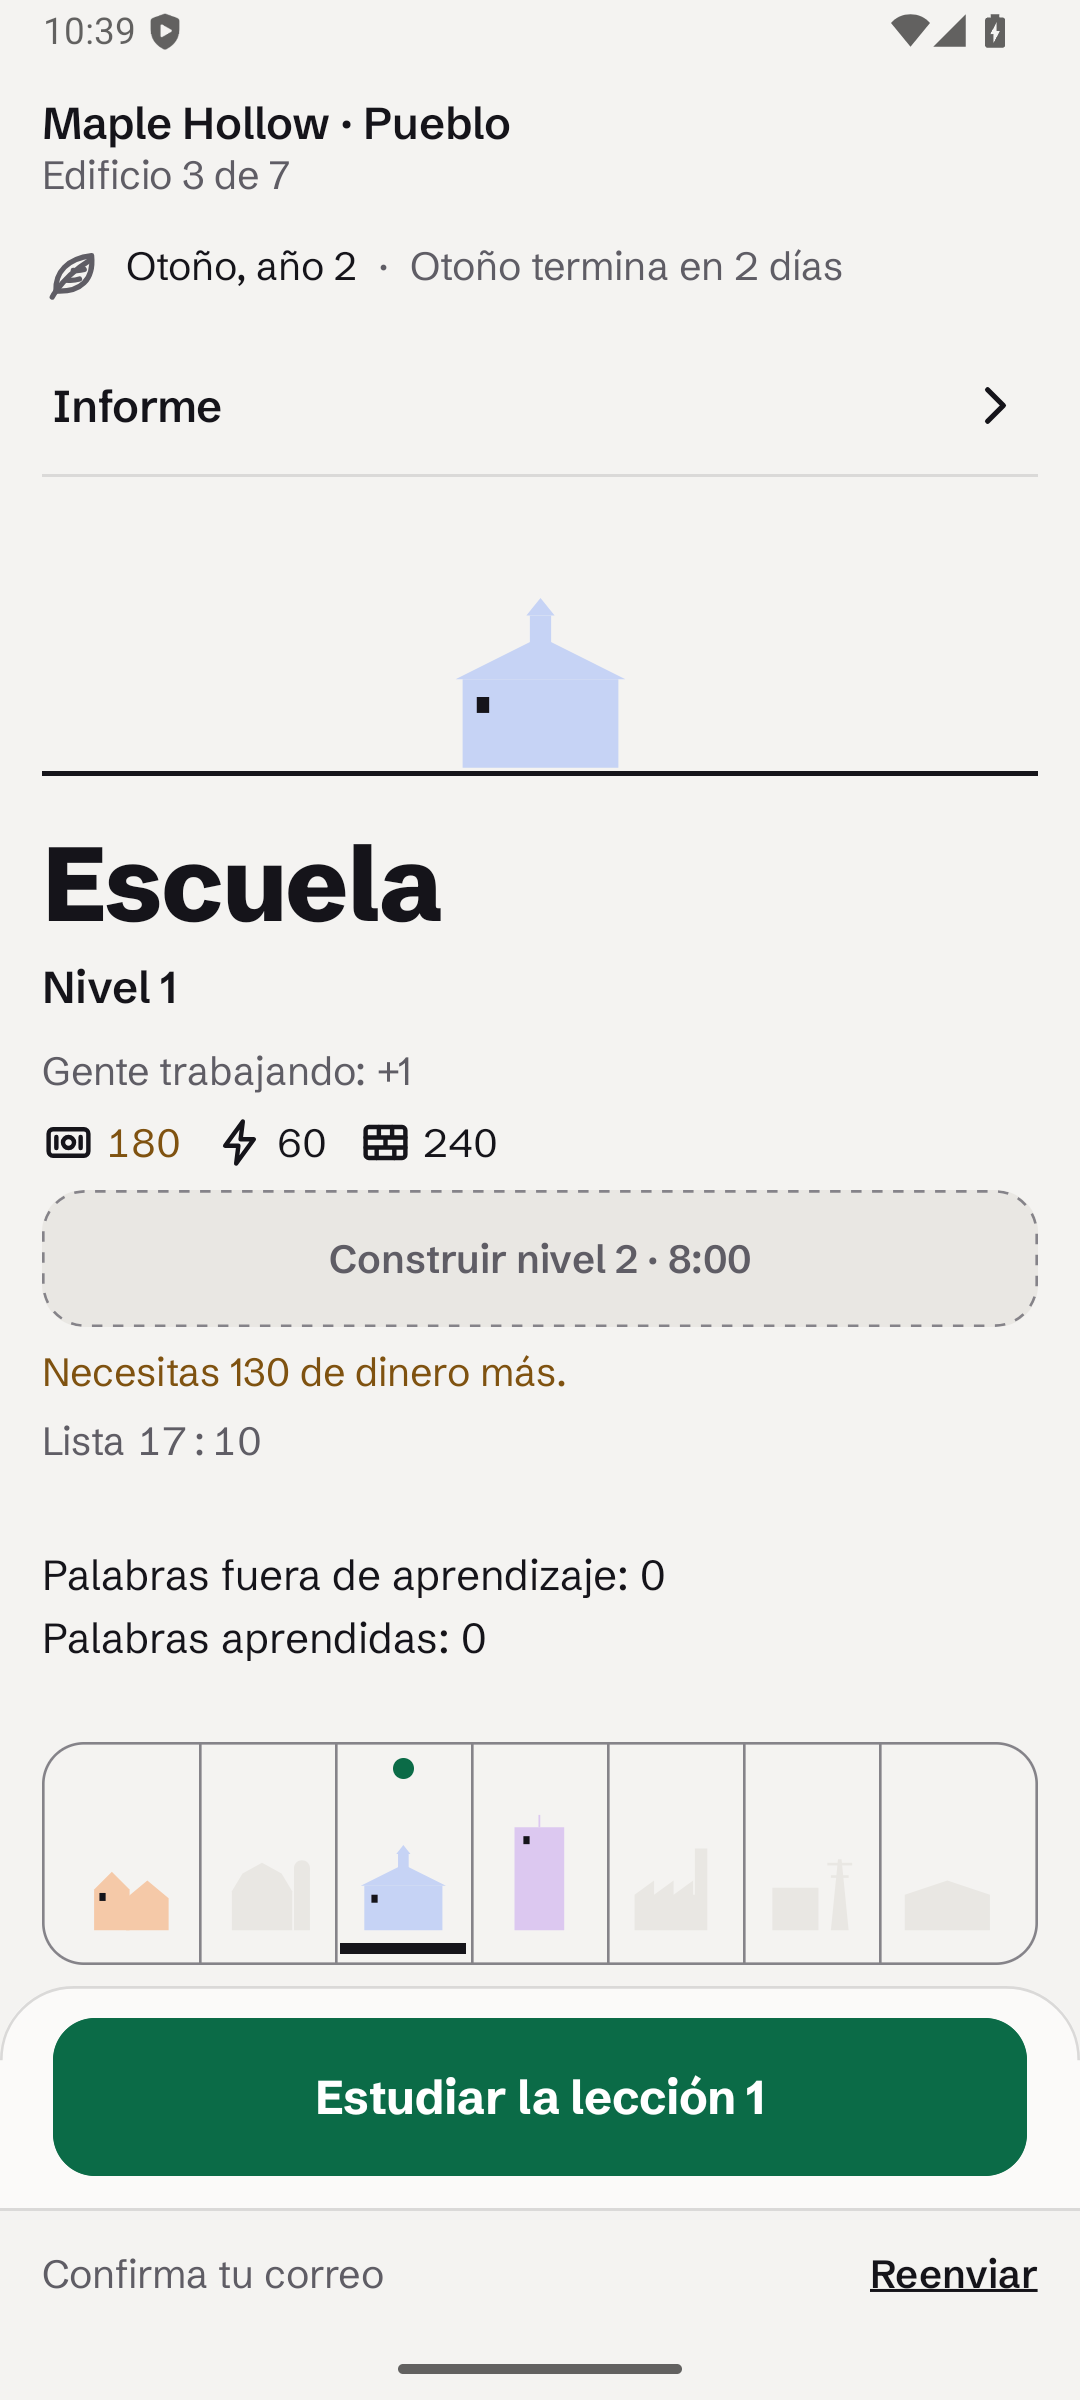 10:39
Maple Hollow · Pueblo
Edificio 3 de 7
Otoño, año 2 · Otoño termina en 2 días
Informe
Escuela
Nivel 1
Gente trabajando: +1
180 60 240
Construir nivel 2 · 8:00
Necesitas 130 de dinero más.
Lista 17:10
Palabras fuera de aprendizaje: 0
Palabras aprendidas: 0
Estudiar la lección 1
Confirma tu correo Reenviar